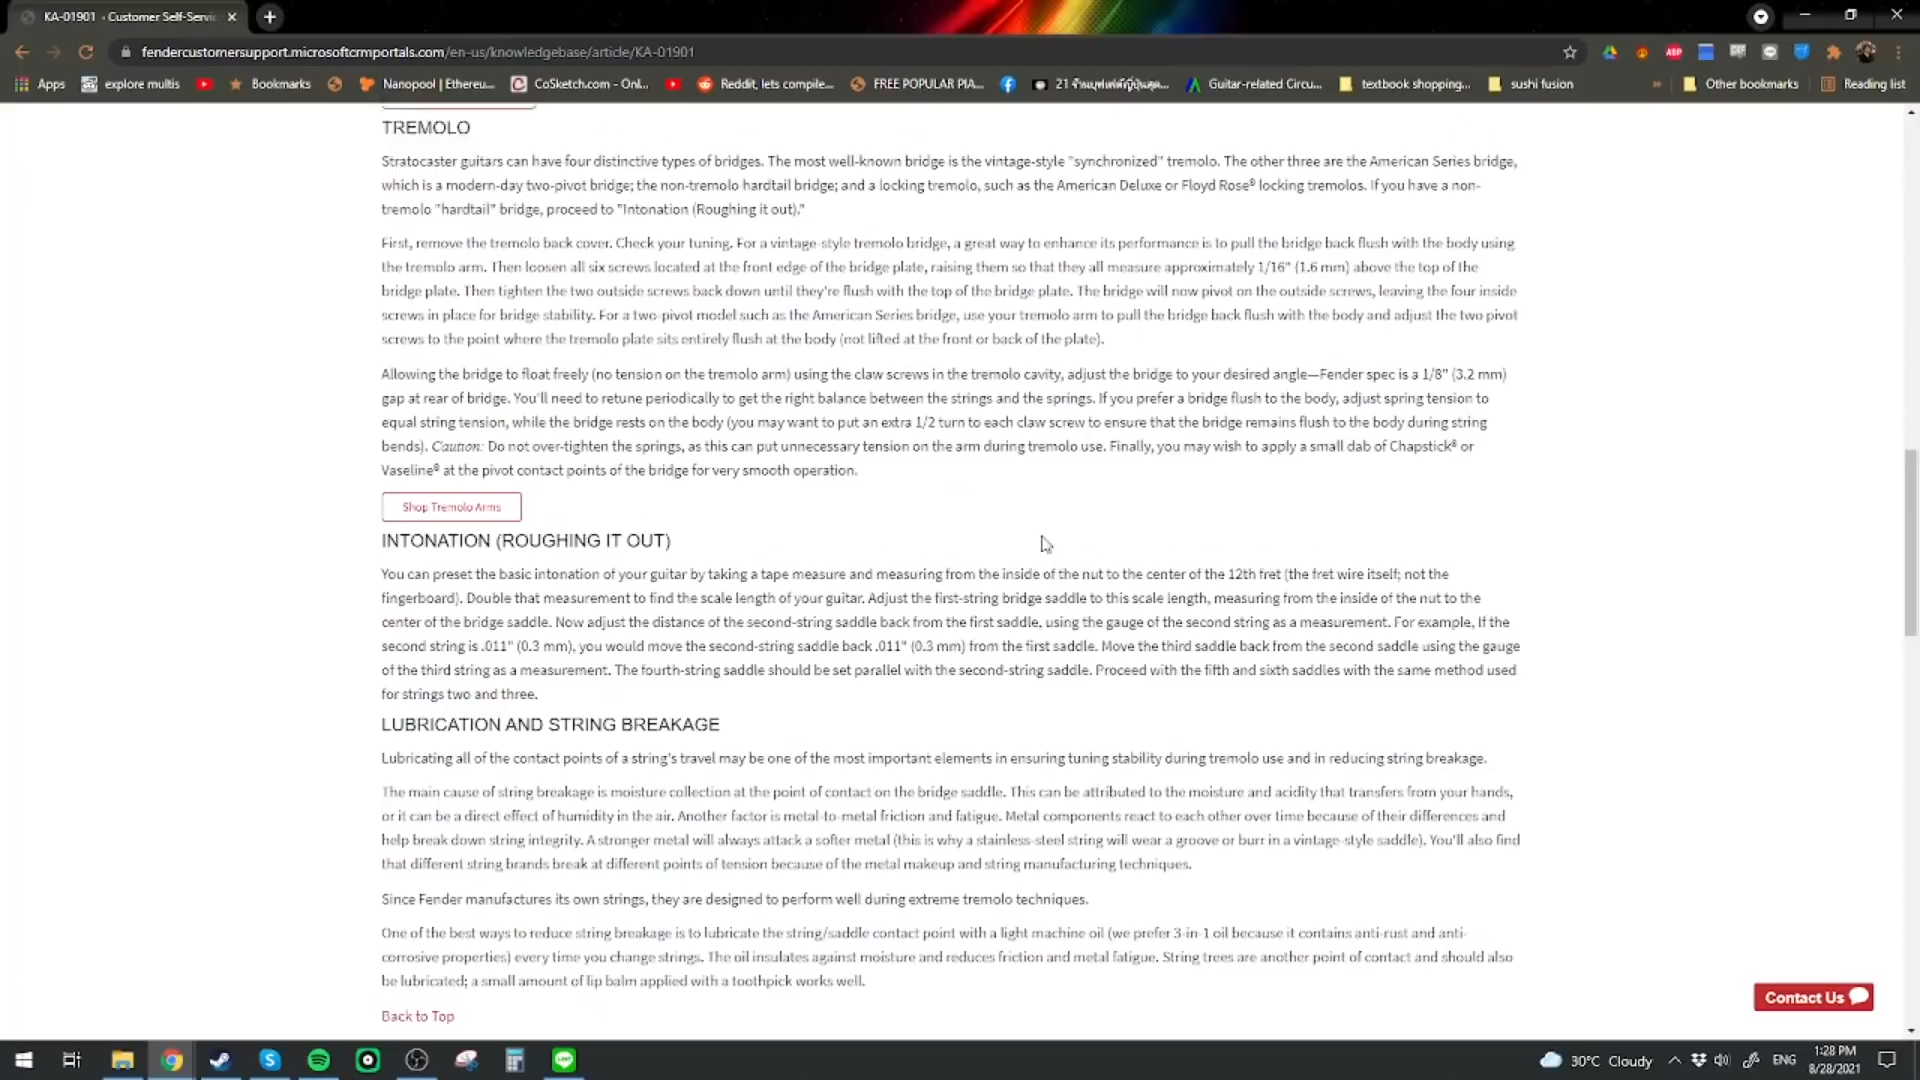 KA-01901 · Customer Self-Servic
fendercustomersupport.microsoftcrmportals.com/en-us/knowledgebase/article/KA-01901
ABP
Apps
explore multis
Bookmarks
Nanopool | Ethereu...
CoSketch.com - Onl...
Reddit, lets compile...
FREE POPULAR PIA...
Guitar-related Circu...
textbook shopping...
sushi fusion
»
Other bookmarks
Reading list
TREMOLO
Stratocaster guitars can have four distinctive types of bridges. The most well-known bridge is the vintage-style "synchronized" tremolo. The other three are the American Series bridge,
which is a modern-day two-pivot bridge; the non-tremolo hardtail bridge; and a locking tremolo, such as the American Deluxe or Floyd Rose® locking tremolos. If you have a non-
tremolo "hardtail" bridge, proceed to "Intonation (Roughing it out)."
First, remove the tremolo back cover. Check your tuning. For a vintage-style tremolo bridge, a great way to enhance its performance is to pull the bridge back flush with the body using
the tremolo arm. Then loosen all six screws located at the front edge of the bridge plate, raising them so that they all measure approximately 1/16" (1.6 mm) above the top of the
bridge plate. Then tighten the two outside screws back down until they're flush with the top of the bridge plate. The bridge will now pivot on the outside screws, leaving the four inside
screws in place for bridge stability. For a two-pivot model such as the American Series bridge, use your tremolo arm to pull the bridge back flush with the body and adjust the two pivot
screws to the point where the tremolo plate sits entirely flush at the body (not lifted at the front or back of the plate).
Allowing the bridge to float freely (no tension on the tremolo arm) using the claw screws in the tremolo cavity, adjust the bridge to your desired angle—Fender spec is a 1/8" (3.2 mm)
gap at rear of bridge. You'll need to retune periodically to get the right balance between the strings and the springs. If you prefer a bridge flush to the body, adjust spring tension to
equal string tension, while the bridge rests on the body (you may want to put an extra 1/2 turn to each claw screw to ensure that the bridge remains flush to the body during string
bends). Caution: Do not over-tighten the springs, as this can put unnecessary tension on the arm during tremolo use. Finally, you may wish to apply a small dab of Chapstick® or
Vaseline® at the pivot contact points of the bridge for very smooth operation.
Shop Tremolo Arms
INTONATION (ROUGHING IT OUT)
You can preset the basic intonation of your guitar by taking a tape measure and measuring from the inside of the nut to the center of the 12th fret (the fret wire itself; not the
fingerboard). Double that measurement to find the scale length of your guitar. Adjust the first-string bridge saddle to this scale length, measuring from the inside of the nut to the
center of the bridge saddle. Now adjust the distance of the second-string saddle back from the first saddle, using the gauge of the second string as a measurement. For example, If the
second string is .011" (0.3 mm), you would move the second-string saddle back .011" (0.3 mm) from the first saddle. Move the third saddle back from the second saddle using the gauge
of the third string as a measurement. The fourth-string saddle should be set parallel with the second-string saddle. Proceed with the fifth and sixth saddles with the same method used
for strings two and three.
LUBRICATION AND STRING BREAKAGE
Lubricating all of the contact points of a string's travel may be one of the most important elements in ensuring tuning stability during tremolo use and in reducing string breakage.
The main cause of string breakage is moisture collection at the point of contact on the bridge saddle. This can be attributed to the moisture and acidity that transfers from your hands,
or it can be a direct effect of humidity in the air. Another factor is metal-to-metal friction and fatigue. Metal components react to each other over time because of their differences and
help break down string integrity. A stronger metal will always attack a softer metal (this is why a stainless-steel string will wear a groove or burr in a vintage-style saddle). You'll also find
that different string brands break at different points of tension because of the metal makeup and string manufacturing techniques.
Since Fender manufactures its own strings, they are designed to perform well during extreme tremolo techniques.
One of the best ways to reduce string breakage is to lubricate the string/saddle contact point with a light machine oil (we prefer 3-in-1 oil because it contains anti-rust and anti-
corrosive properties) every time you change strings. The oil insulates against moisture and reduces friction and metal fatigue. String trees are another point of contact and should also
be lubricated; a small amount of lip balm applied with a toothpick works well.
Contact Us
Back to Top
30°C Cloudy
ENG
1:28 PM
8/28/2021